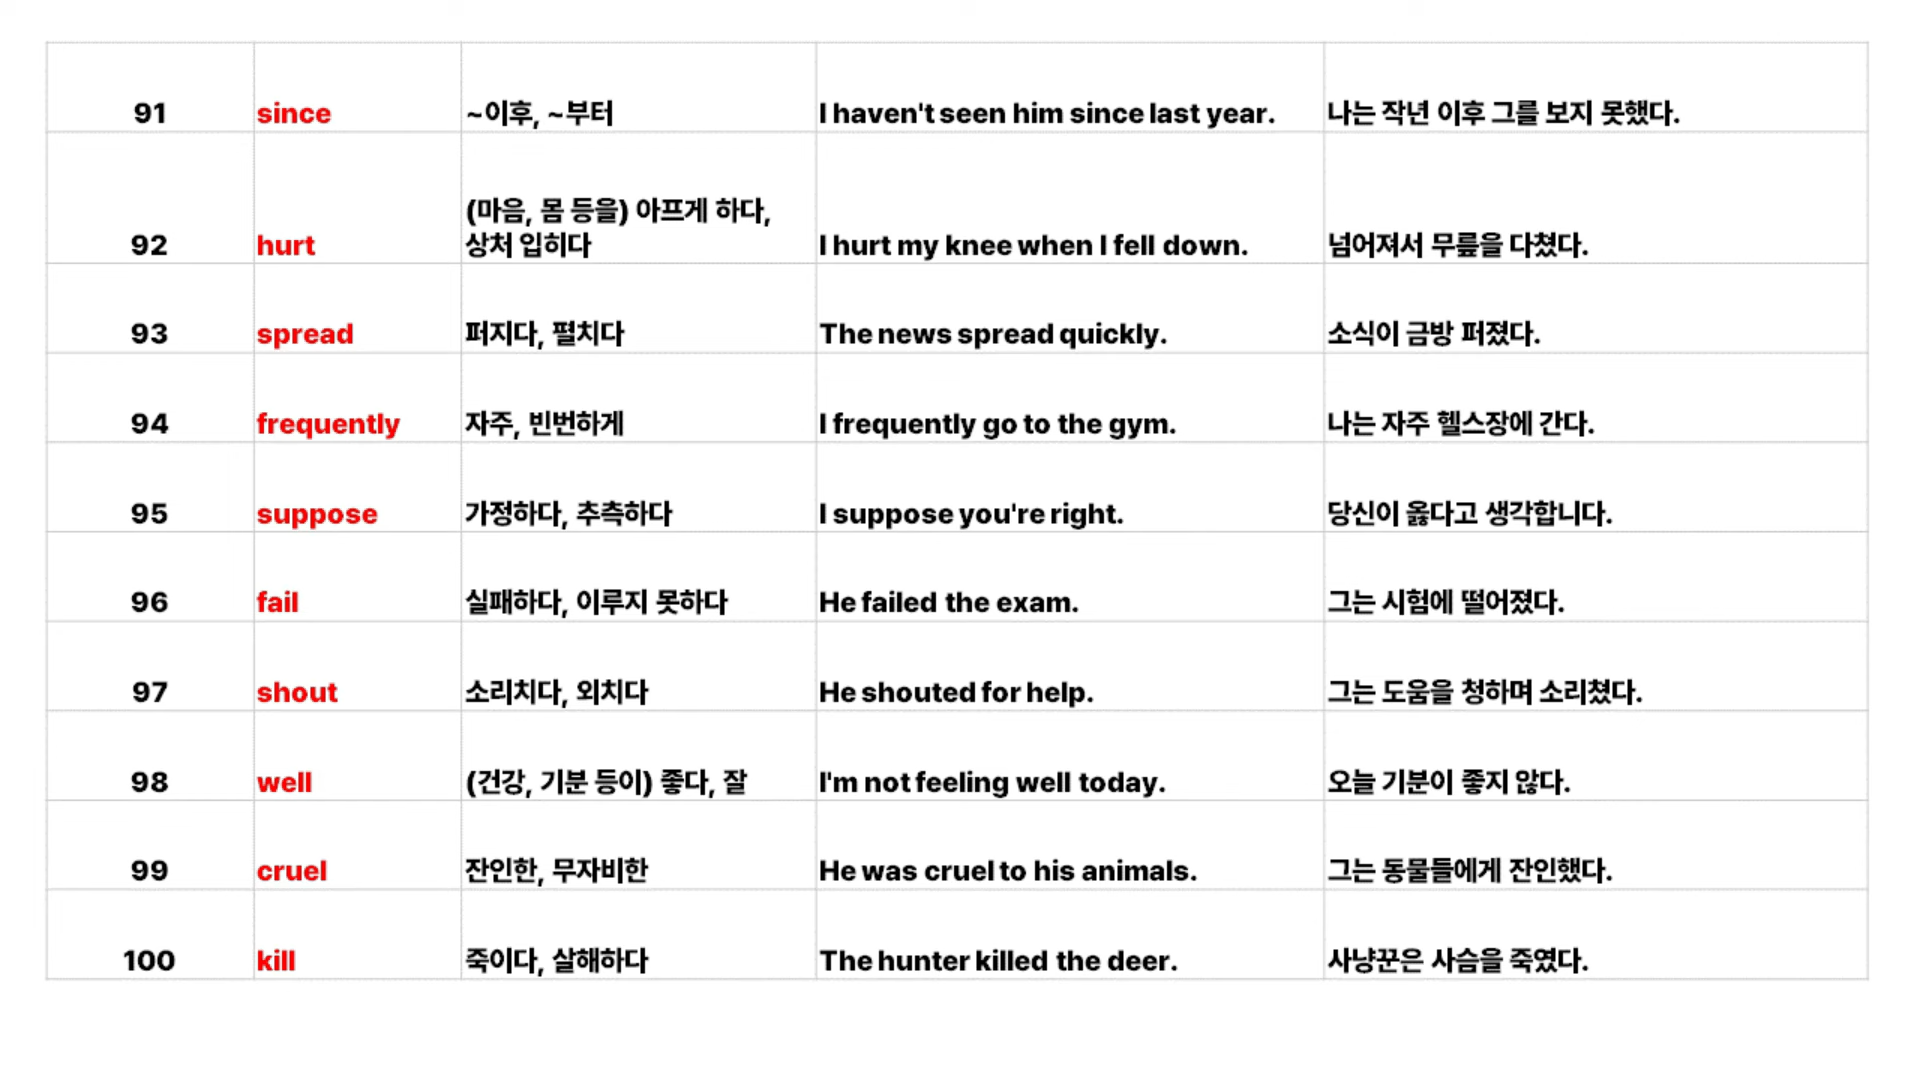 91 since ~이후, ~부터 I haven't seen him since last year. 나는 작년 이후 그를 보지 못했다.
(마음, 몸 등을) 아프게 하다,
92 hurt 상처 입히다 I hurt my knee when I fell down. 넘어져서 무릎을 다쳤다.
93 spread 퍼지다, 펼치다 The news spread quickly. 소식이 금방 퍼졌다.
94 frequently 자주, 빈번하게 I frequently go to the gym. 나는 자주 헬스장에 간다.
95 suppose 가정하다, 추측하다 I suppose you're right. 당신이 옳다고 생각합니다.
96 fail 실패하다, 이루지 못하다 He failed the exam. 그는 시험에 떨어졌다.
97 shout 소리치다, 외치다 He shouted for help. 그는 도움을 청하며 소리쳤다.
98 well (건강, 기분 등이) 좋다, 잘 I'm not feeling well today. 오늘 기분이 좋지 않다.
99 cruel 잔인한, 무자비한 He was cruel to his animals. 그는 동물들에게 잔인했다.
100 kill 죽이다, 살해하다 The hunter killed the deer. 사냥꾼은 사슴을 죽였다.